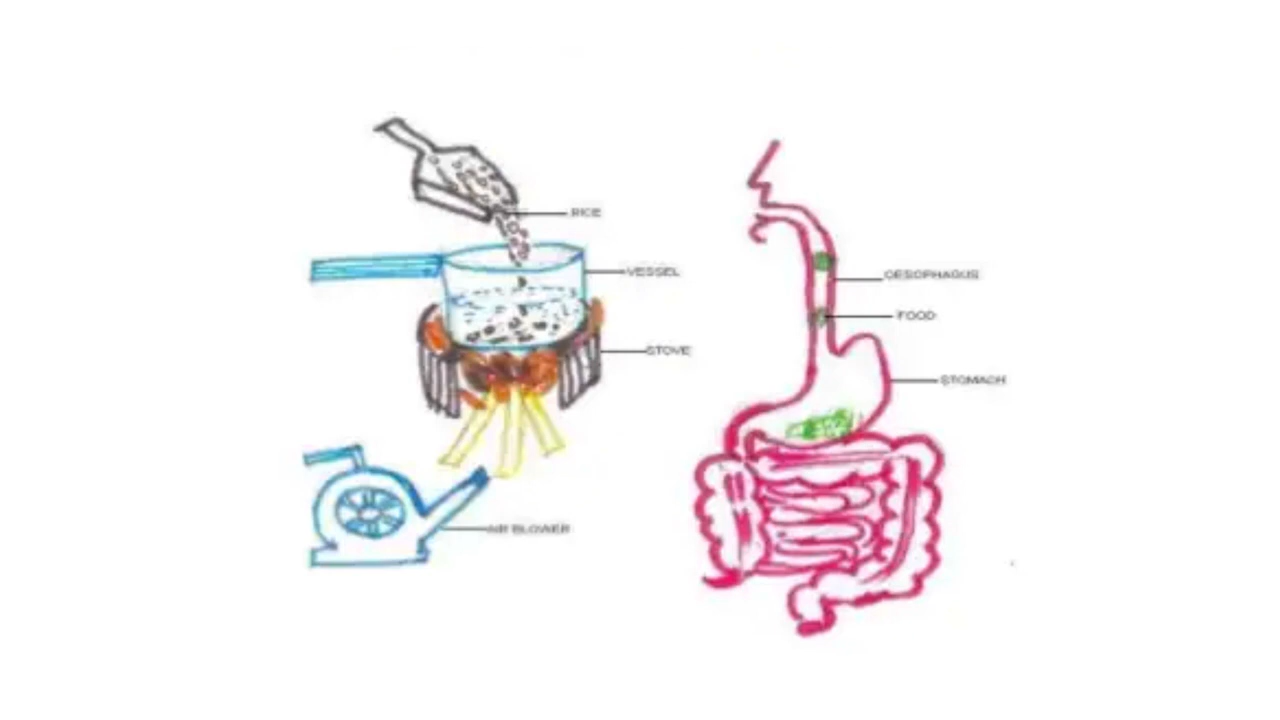 RICE
VESSEL
STOVE
AIR BLOWER
OESOPHAGUS
FOOD
STOMACH